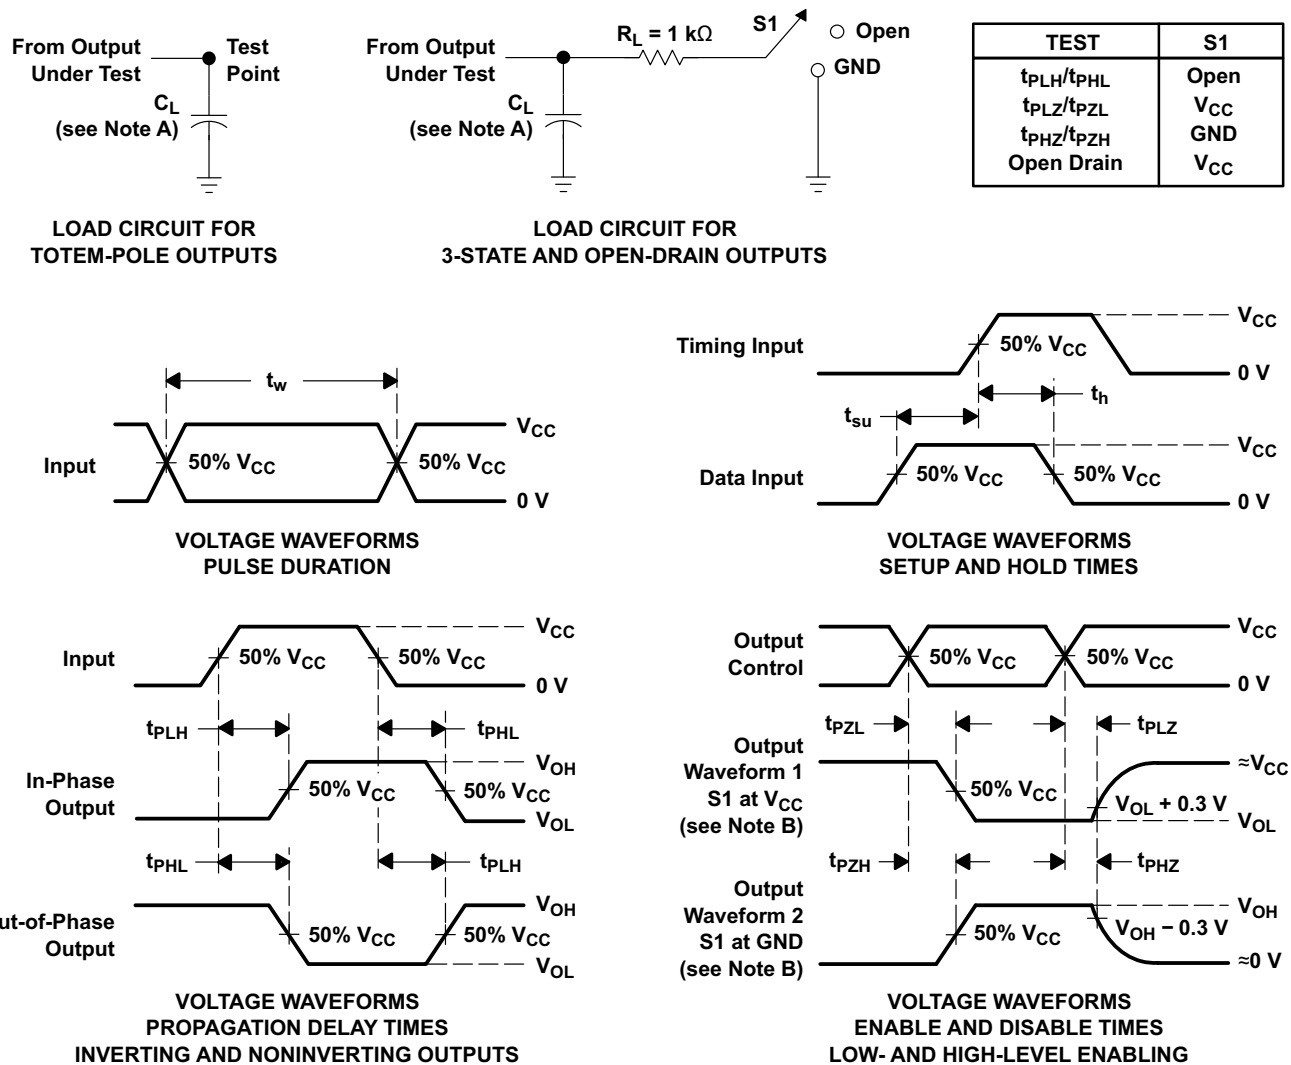 From Output
Under Test
Test
Point
C_L
(see Note A)
LOAD CIRCUIT FOR
TOTEM-POLE OUTPUTS
From Output
Under Test
R_L = 1 kΩ
S1
Open
GND
C_L
(see Note A)
LOAD CIRCUIT FOR
3-STATE AND OPEN-DRAIN OUTPUTS
TEST S1
t_PLH/t_PHL Open
t_PLZ/t_PZL V_CC
t_PHZ/t_PZH GND
Open Drain V_CC
t_w
Input
50% V_CC
50% V_CC
V_CC
0 V
VOLTAGE WAVEFORMS
PULSE DURATION
Timing Input
50% V_CC
V_CC
0 V
t_h
t_su
Data Input
50% V_CC
50% V_CC
V_CC
0 V
VOLTAGE WAVEFORMS
SETUP AND HOLD TIMES
Input
50% V_CC
50% V_CC
V_CC
0 V
t_PLH
t_PHL
In-Phase
Output
50% V_CC
50% V_CC
V_OH
V_OL
t_PHL
t_PLH
ut-of-Phase
Output
50% V_CC
50% V_CC
V_OH
V_OL
VOLTAGE WAVEFORMS
PROPAGATION DELAY TIMES
INVERTING AND NONINVERTING OUTPUTS
Output
Control
50% V_CC
50% V_CC
V_CC
0 V
t_PZL
t_PLZ
Output
Waveform 1
S1 at V_CC
(see Note B)
50% V_CC
V_OL + 0.3 V
≈V_CC
V_OL
t_PZH
t_PHZ
Output
Waveform 2
S1 at GND
(see Note B)
50% V_CC
V_OH − 0.3 V
V_OH
≈0 V
VOLTAGE WAVEFORMS
ENABLE AND DISABLE TIMES
LOW- AND HIGH-LEVEL ENABLING